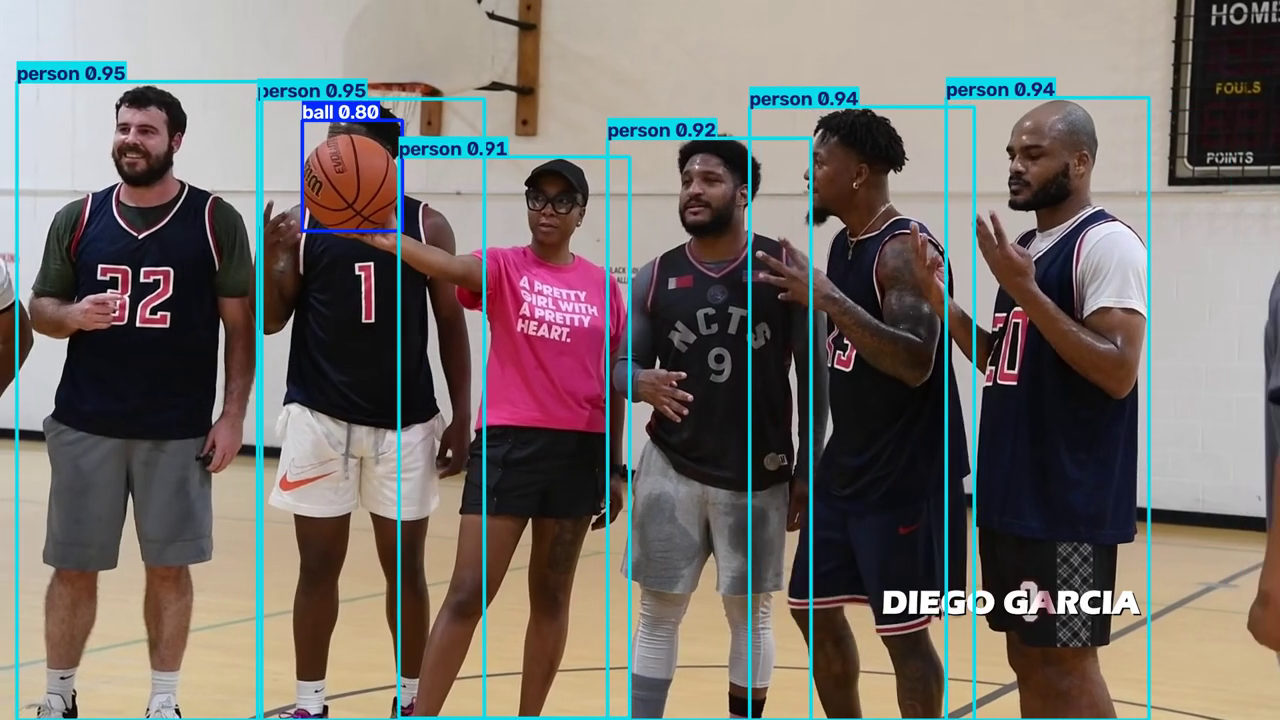 person 0.95
person 0.95
ball 0.80
person 0.91
person 0.92
person 0.94
person 0.94
HOME
FOULS
POINTS
EVOLUTION
32
1
A PRETTY
GIRL WITH
A PRETTY
HEART.
NCTS
9
20
DIEGO GARCIA